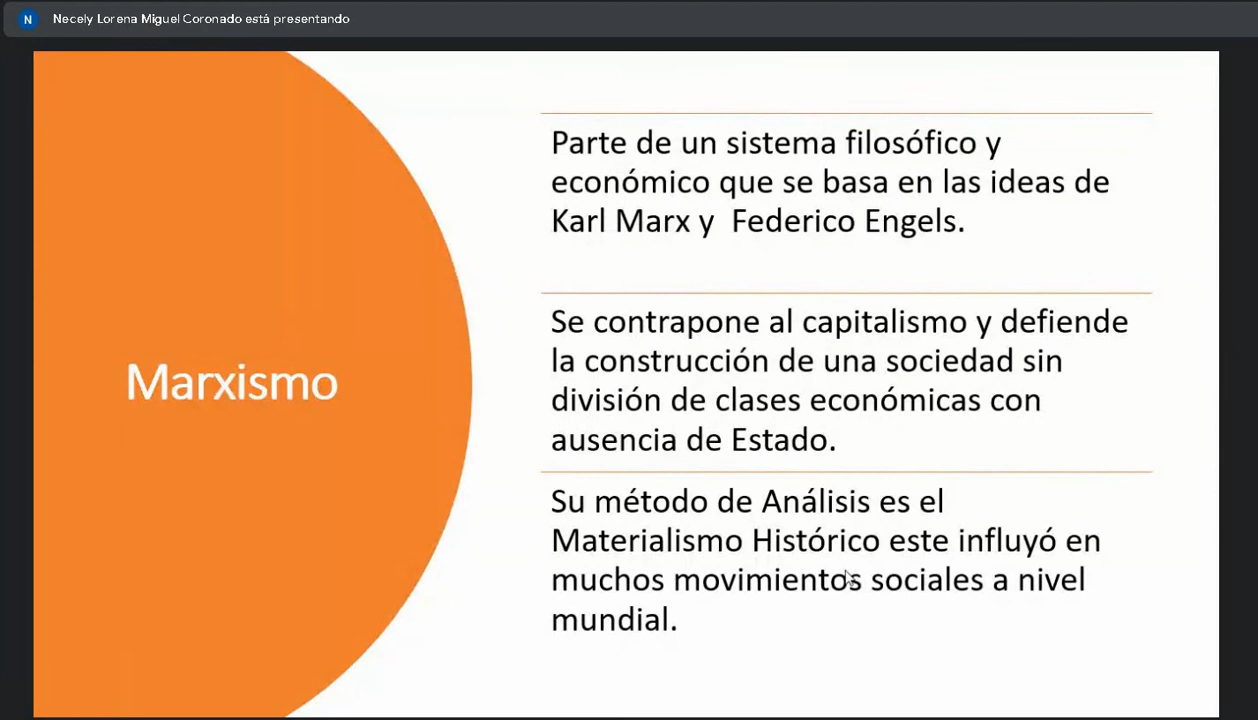 N Necely Lorena Miguel Coronado está presentando
Marxismo
Parte de un sistema filosófico y
económico que se basa en las ideas de
Karl Marx y Federico Engels.
Se contrapone al capitalismo y defiende
la construcción de una sociedad sin
división de clases económicas con
ausencia de Estado.
Su método de Análisis es el
Materialismo Histórico este influyó en
muchos movimientos sociales a nivel
mundial.